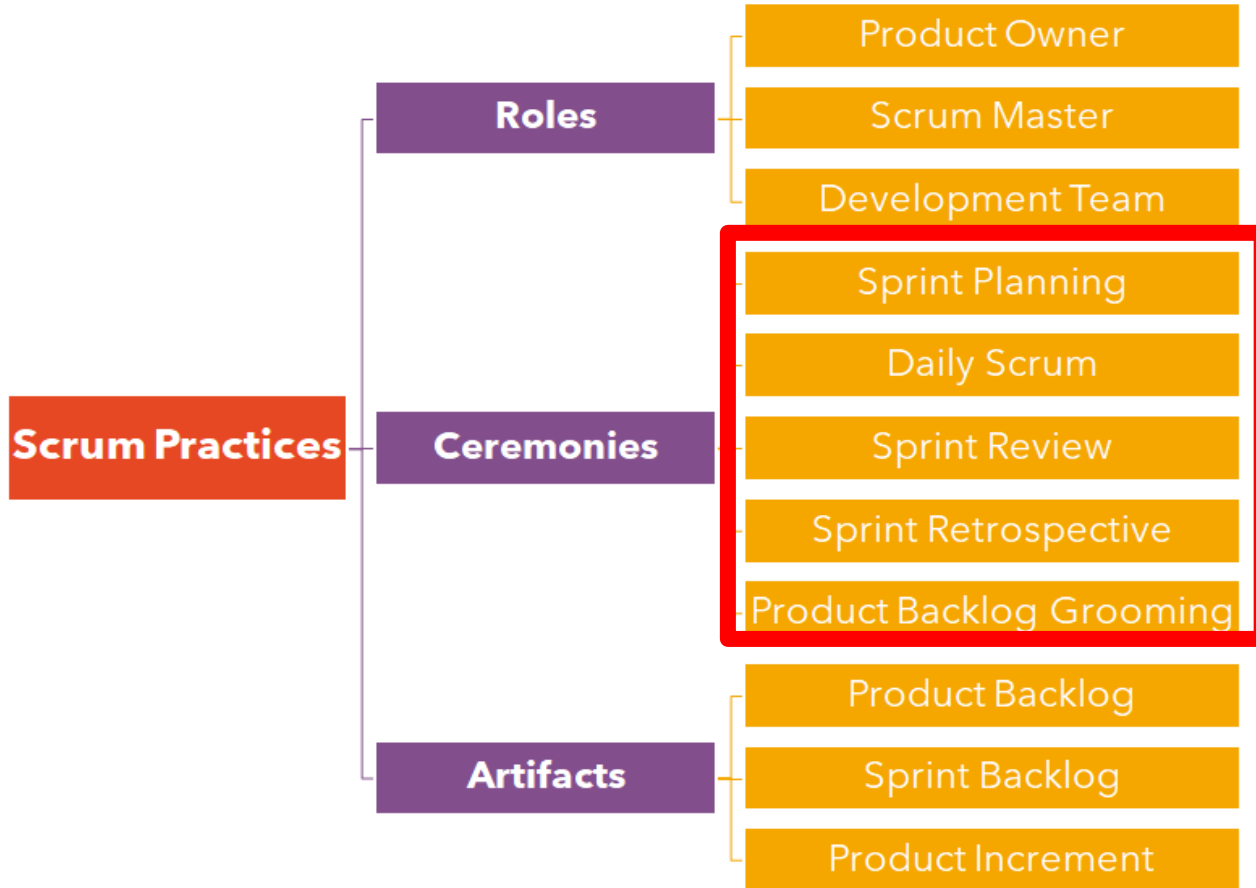 Scrum Practices
Roles
Product Owner
Scrum Master
Development Team
Ceremonies
Sprint Planning
Daily Scrum
Sprint Review
Sprint Retrospective
Product Backlog Grooming
Artifacts
Product Backlog
Sprint Backlog
Product Increment